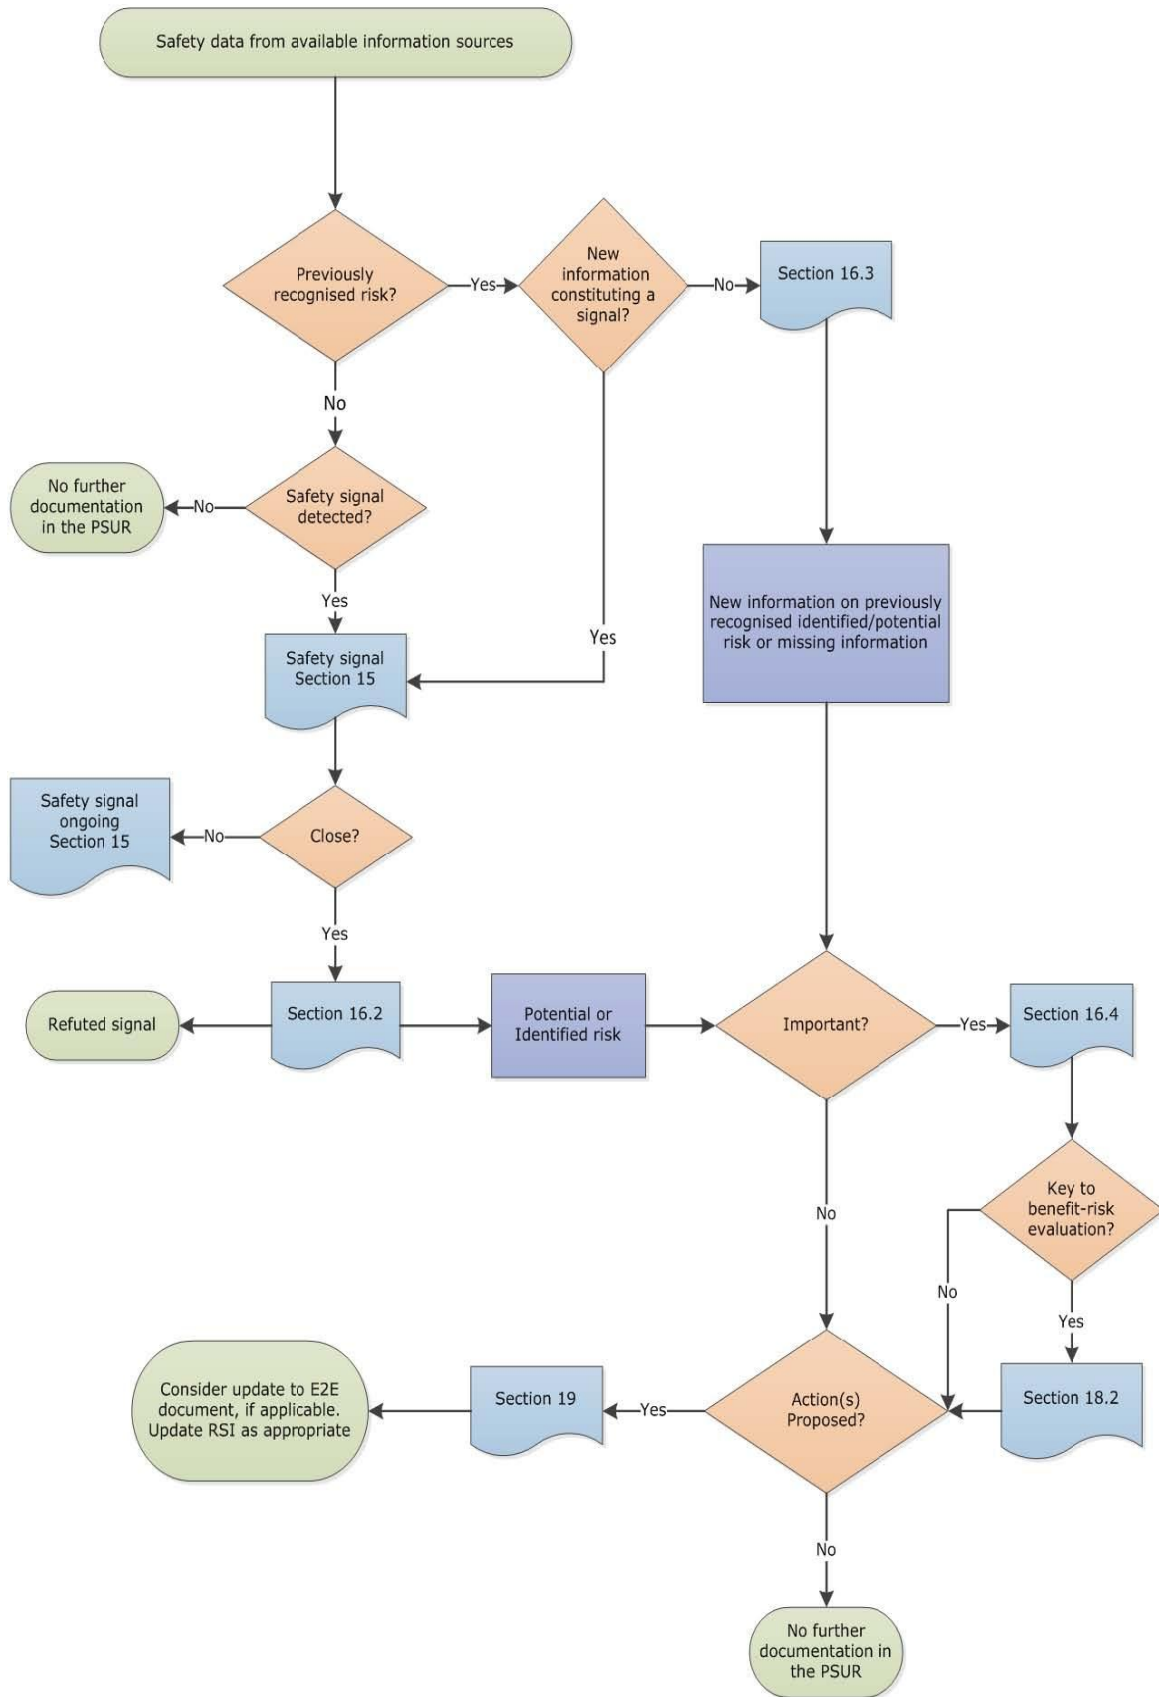 Safety data from available information sources
Previously
recognised risk?
Yes
New
information
constituting a
signal?
No
Section 16.3
No
Safety signal
detected?
No
No further
documentation
in the PSUR
Yes
Yes
New information on previously
recognised identified/potential
risk or missing information
Safety signal
Section 15
Close?
No
Safety signal
ongoing
Section 15
Yes
Section 16.2
Refuted signal
Potential or
Identified risk
Important?
Yes
Section 16.4
No
Key to
benefit-risk
evaluation?
No
Yes
Section 18.2
Action(s)
Proposed?
Yes
Section 19
Consider update to E2E
document, if applicable.
Update RSI as appropriate
No
No further
documentation in
the PSUR